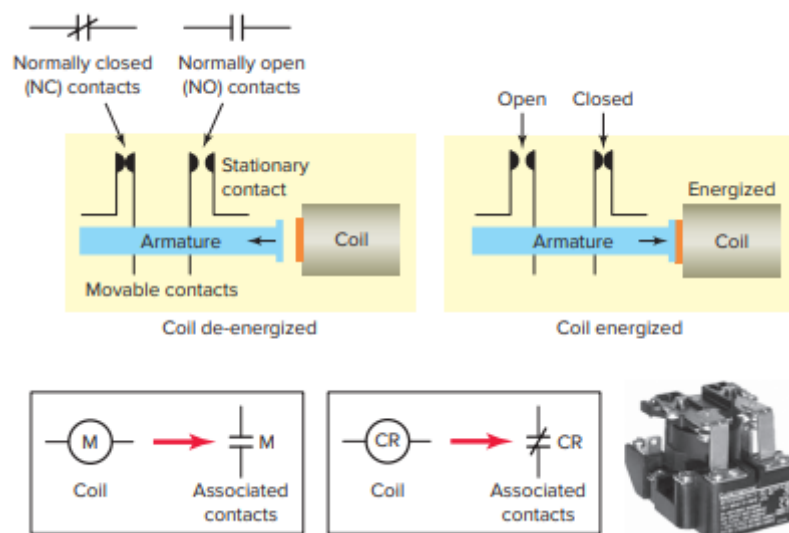 Normally closed
(NC) contacts
Normally open
(NO) contacts
Stationary
contact
Armature
Coil
Movable contacts
Coil de-energized
Open
Closed
Energized
Armature
Coil
Coil energized
M
M
Coil
Associated
contacts
CR
CR
Coil
Associated
contacts